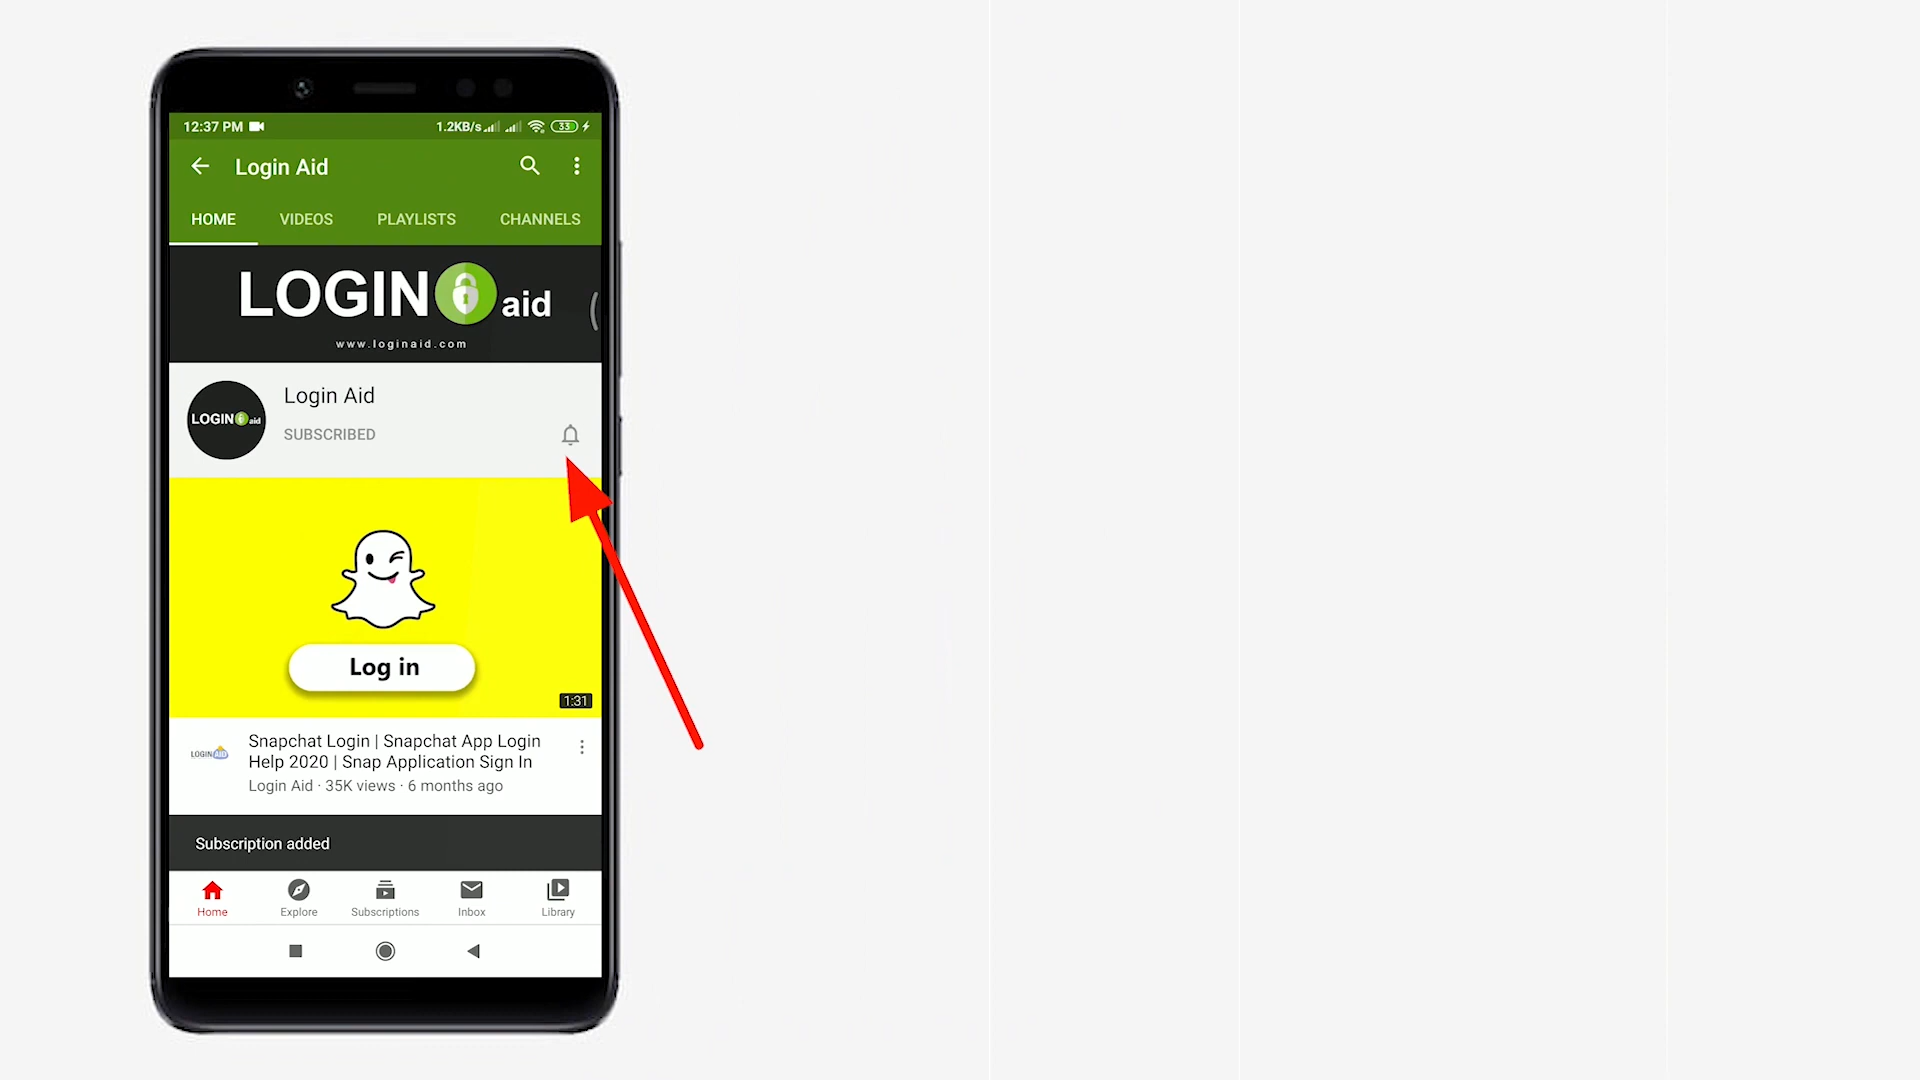 12:37 PM 1.2KB/s 33
Login Aid
HOME VIDEOS PLAYLISTS CHANNELS
LOGIN aid
www.loginaid.com
LOGIN aid
Login Aid
SUBSCRIBED
Log in
1:31
LOGIN AID
Snapchat Login | Snapchat App Login
Help 2020 | Snap Application Sign In
Login Aid · 35K views · 6 months ago
Subscription added
Home Explore Subscriptions Inbox Library